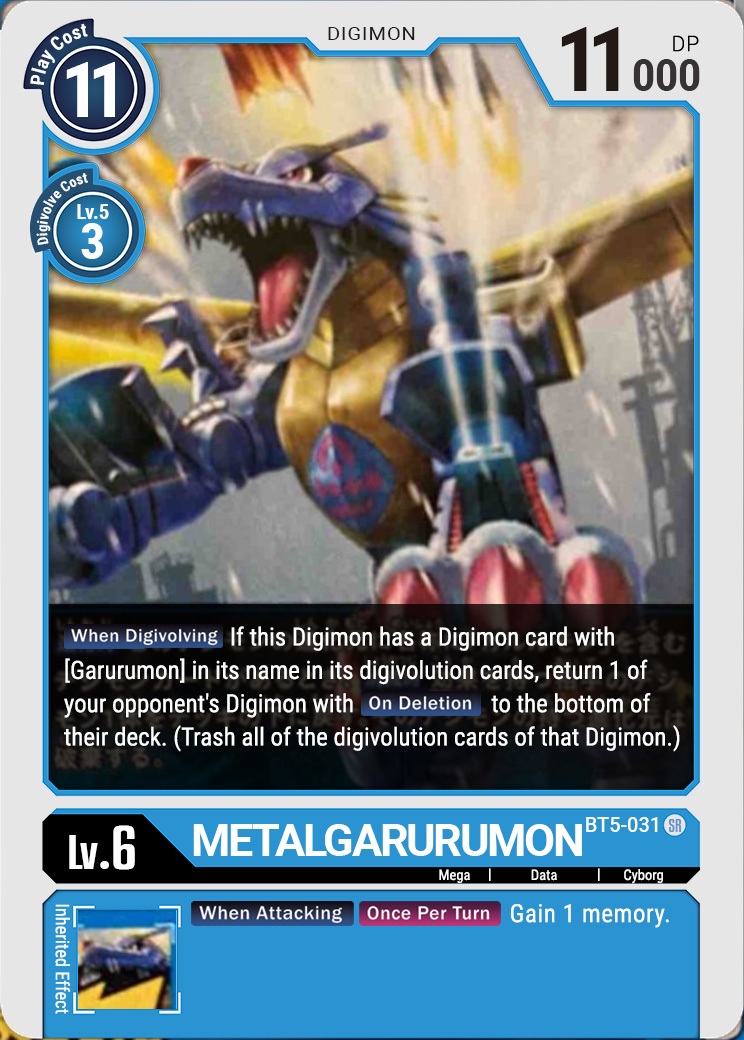 DIGIMON
Play Cost
11
DP
11000
Digivolve Cost
Lv.5
3
When Digivolving If this Digimon has a Digimon card with
[Garurumon] in its name in its digivolution cards, return 1 of
your opponent's Digimon with On Deletion to the bottom of
their deck. (Trash all of the digivolution cards of that Digimon.)
Lv.6
METALGARURUMON
BT5-031 SR
Mega | Data | Cyborg
Inherited Effect
When Attacking Once Per Turn Gain 1 memory.